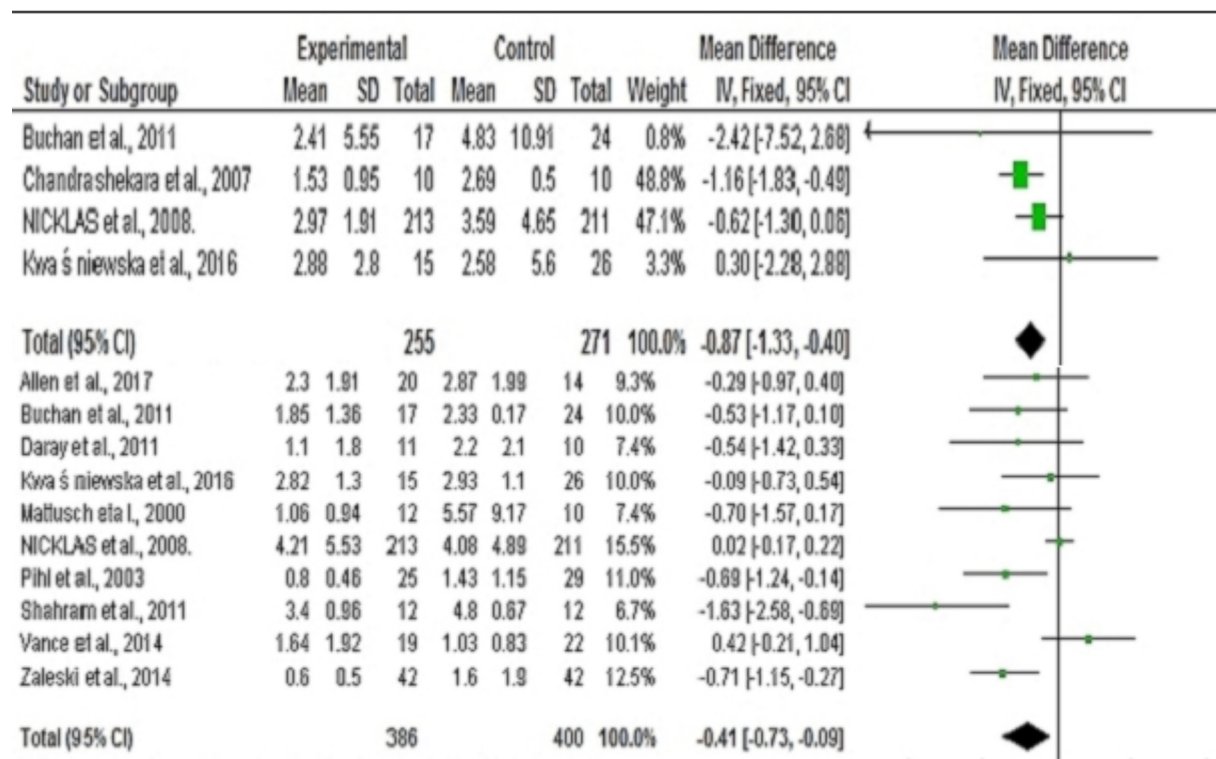 Experimental Control Mean Difference Mean Difference
Study or Subgroup Mean SD Total Mean SD Total Weight IV, Fixed, 95% CI IV, Fixed, 95% CI
Buchan et al., 2011 2.41 5.55 17 4.83 10.91 24 0.8% -2.42 [-7.52, 2.68]
Chandrashekara et al., 2007 1.53 0.95 10 2.69 0.5 10 48.8% -1.16 [-1.83, -0.49]
NICKLAS et al., 2008. 2.97 1.91 213 3.59 4.65 211 47.1% -0.62 [-1.30, 0.06]
Kwa ś niewska et al., 2016 2.88 2.8 15 2.58 5.6 26 3.3% 0.30 [-2.28, 2.88]
Total (95% CI) 255 271 100.0% -0.87 [-1.33, -0.40]
Allen et al., 2017 2.3 1.91 20 2.87 1.99 14 9.3% -0.29 [-0.97, 0.40]
Buchan et al., 2011 1.85 1.36 17 2.33 0.17 24 10.0% -0.53 [-1.17, 0.10]
Daray et al., 2011 1.1 1.8 11 2.2 2.1 10 7.4% -0.54 [-1.42, 0.33]
Kwa ś niewska et al., 2016 2.82 1.3 15 2.93 1.1 26 10.0% -0.09 [-0.73, 0.54]
Mattusch eta l., 2000 1.06 0.94 12 5.57 9.17 10 7.4% -0.70 [-1.57, 0.17]
NICKLAS et al., 2008. 4.21 5.53 213 4.08 4.89 211 15.5% 0.02 [-0.17, 0.22]
Pihl et al., 2003 0.8 0.46 25 1.43 1.15 29 11.0% -0.69 [-1.24, -0.14]
Shahram et al., 2011 3.4 0.96 12 4.8 0.67 12 6.7% -1.63 [-2.58, -0.69]
Vance et al., 2014 1.64 1.92 19 1.03 0.83 22 10.1% 0.42 [-0.21, 1.04]
Zaleski et al., 2014 0.6 0.5 42 1.6 1.9 42 12.5% -0.71 [-1.15, -0.27]
Total (95% CI) 386 400 100.0% -0.41 [-0.73, -0.09]